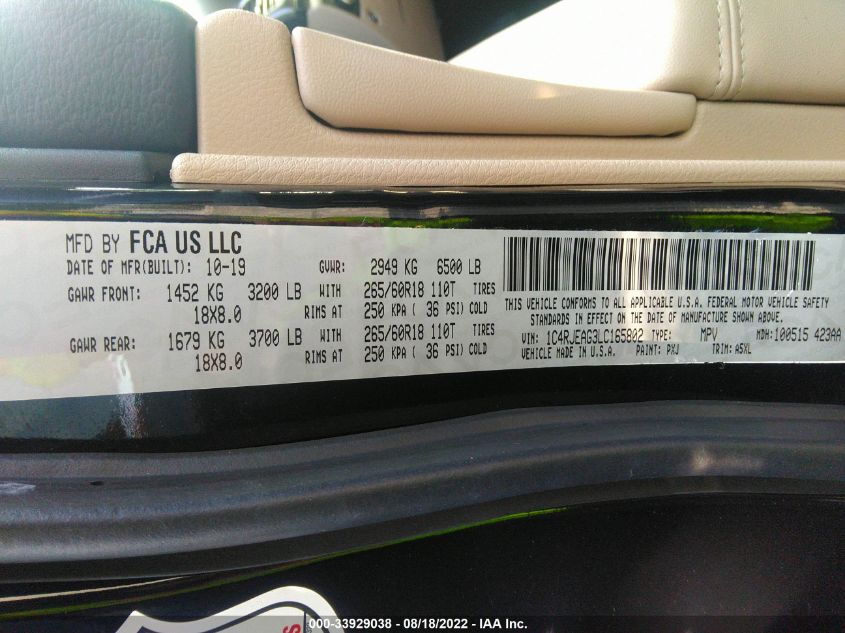 MFD BY FCA US LLC
DATE OF MFR(BUILT): 10-19 GVWR: 2949 KG 6500 LB
GAWR FRONT: 1452 KG 3200 LB WITH 265/60R18 110T TIRES
18X8.0 RIMS AT 250 KPA ( 36 PSI) COLD
GAWR REAR: 1679 KG 3700 LB WITH 265/60R18 110T TIRES
18X8.0 RIMS AT 250 KPA ( 36 PSI) COLD
THIS VEHICLE CONFORMS TO ALL APPLICABLE U.S.A. FEDERAL MOTOR VEHICLE SAFETY
STANDARDS IN EFFECT ON THE DATE OF MANUFACTURE SHOWN ABOVE.
VIN: 1C4RJEAG3LC165802 TYPE: MPV MDH: 100515 423AA
VEHICLE MADE IN U.S.A. PAINT: PXJ TRIM: A5XL
000-33929038 - 08/18/2022 - IAA Inc.